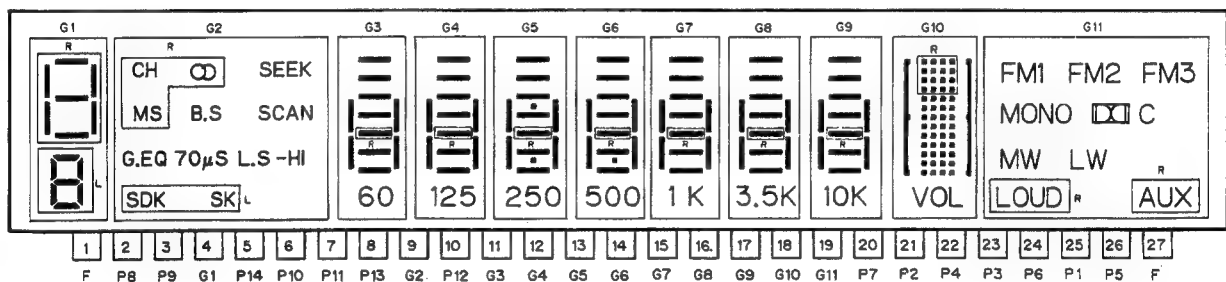 G1 G2 G3 G4 G5 G6 G7 G8 G9 G10 G11
R R R
CH SEEK FM1 FM2 FM3
MS B.S SCAN MONO C
R R R R R R R
G.EQ 70μS L.S -HI MW LW
L R
SDK SK L 60 125 250 500 1K 3.5K 10K VOL LOUD R AUX
1 2 3 4 5 6 7 8 9 10 11 12 13 14 15 16. 17 18 19 20 21 22 23 24 25 26 27
F P8 P9 G1 P14 P10 P11 P13 G2. P12 G3 G4 G5 G6 G7 G8 G9 G10 G11 P7 P2 P4 P3 P6 P1 P5 F